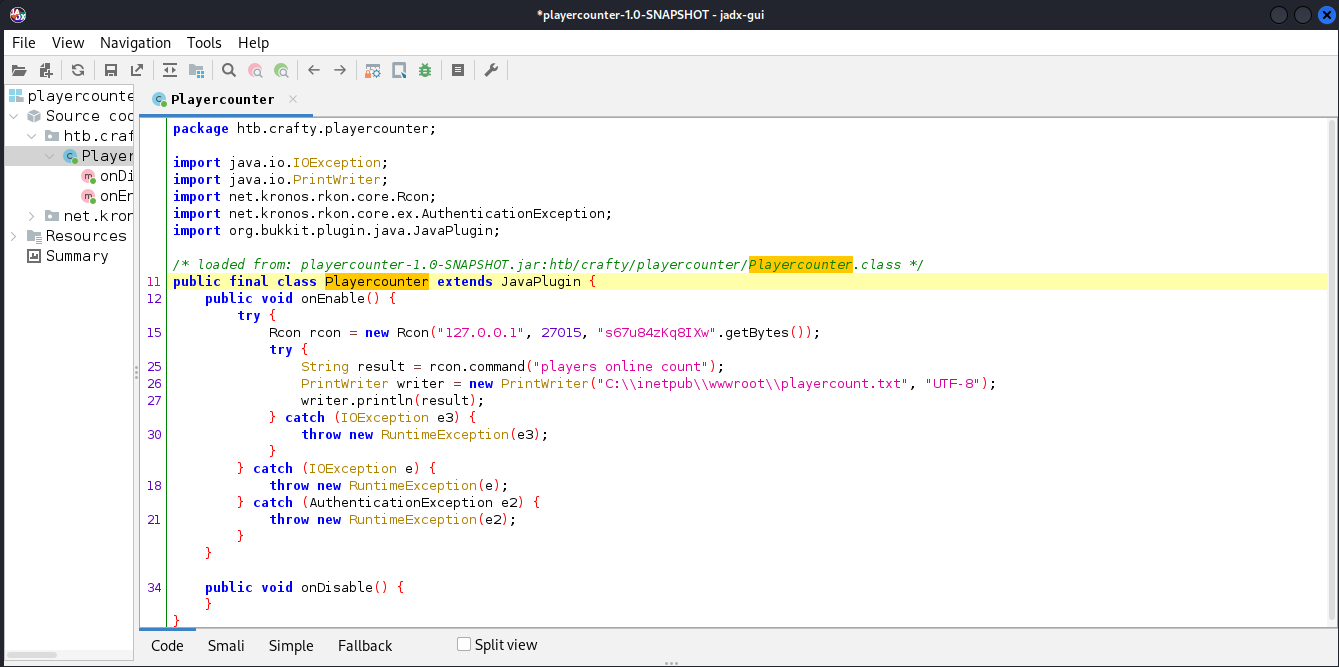 *playercounter-1.0-SNAPSHOT - jadx-gui
File View Navigation Tools Help
playercounte
Source cod
htb.craf
Player
onDi
onEn
net.kron
Resources
Summary
Playercounter
package htb.crafty.playercounter;
import java.io.IOException;
import java.io.PrintWriter;
import net.kronos.rkon.core.Rcon;
import net.kronos.rkon.core.ex.AuthenticationException;
import org.bukkit.plugin.java.JavaPlugin;
/* loaded from: playercounter-1.0-SNAPSHOT.jar:htb/crafty/playercounter/Playercounter.class */
11 public final class Playercounter extends JavaPlugin {
12 public void onEnable() {
try {
15 Rcon rcon = new Rcon("127.0.0.1", 27015, "s67u84zKq8IXw".getBytes());
try {
25 String result = rcon.command("players online count");
26 PrintWriter writer = new PrintWriter("C:\\inetpub\\wwwroot\\playercount.txt", "UTF-8");
27 writer.println(result);
} catch (IOException e3) {
30 throw new RuntimeException(e3);
}
} catch (IOException e) {
18 throw new RuntimeException(e);
} catch (AuthenticationException e2) {
21 throw new RuntimeException(e2);
}
}
34 public void onDisable() {
}
}
Code Smali Simple Fallback Split view